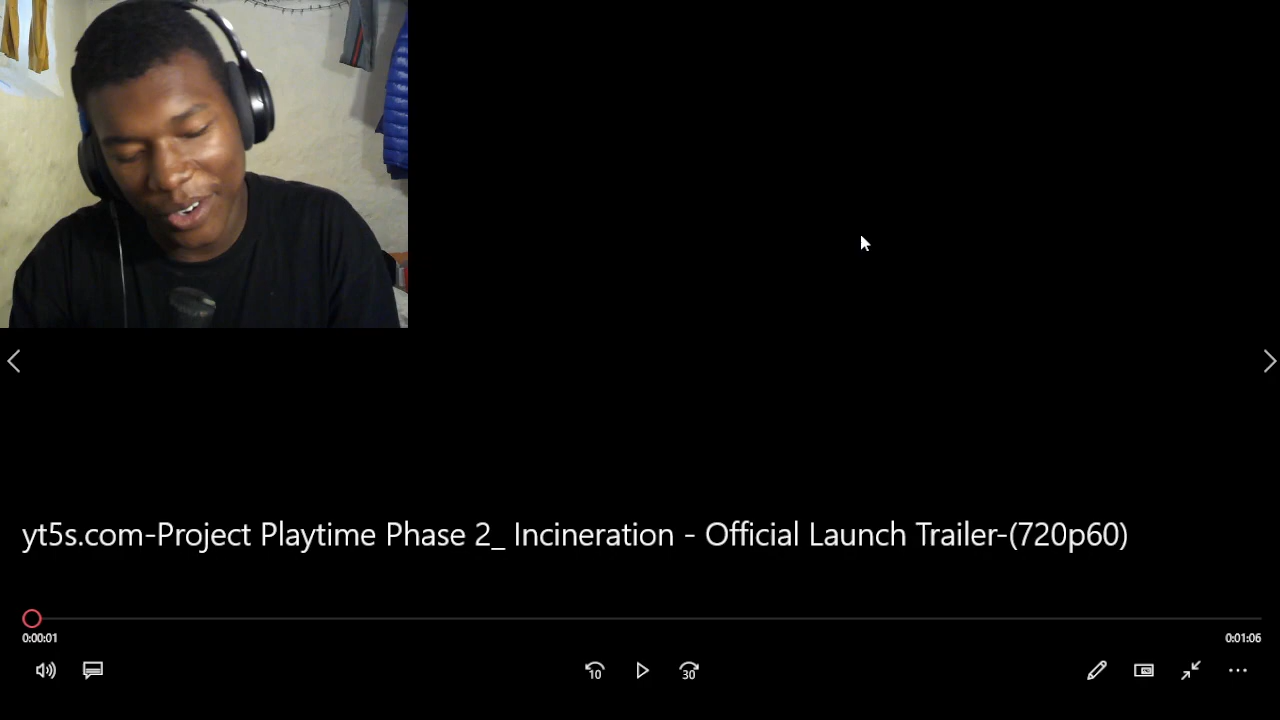 yt5s.com-Project Playtime Phase 2_ Incineration - Official Launch Trailer-(720p60)
0:00:01
0:01:06
10
30